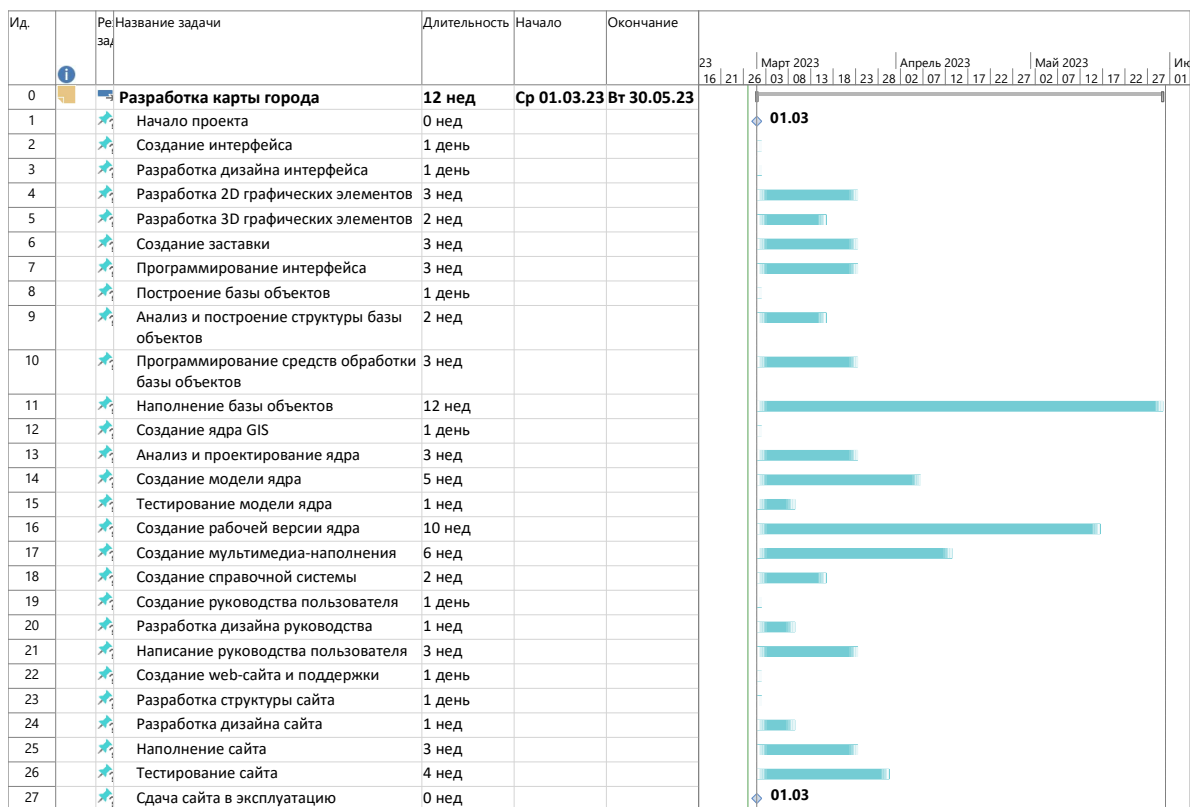 Ид. Ре Название задачи Длительность Начало Окончание
зад
23 Март 2023 Апрель 2023 Май 2023 Ию
16 21 26 03 08 13 18 23 28 02 07 12 17 22 27 02 07 12 17 22 27 01
0 Разработка карты города 12 нед Ср 01.03.23 Вт 30.05.23
1 Начало проекта 0 нед 01.03
2 Создание интерфейса 1 день
3 Разработка дизайна интерфейса 1 день
4 Разработка 2D графических элементов 3 нед
5 Разработка 3D графических элементов 2 нед
6 Создание заставки 3 нед
7 Программирование интерфейса 3 нед
8 Построение базы объектов 1 день
9 Анализ и построение структуры базы 2 нед
объектов
10 Программирование средств обработки 3 нед
базы объектов
11 Наполнение базы объектов 12 нед
12 Создание ядра GIS 1 день
13 Анализ и проектирование ядра 3 нед
14 Создание модели ядра 5 нед
15 Тестирование модели ядра 1 нед
16 Создание рабочей версии ядра 10 нед
17 Создание мультимедиа-наполнения 6 нед
18 Создание справочной системы 2 нед
19 Создание руководства пользователя 1 день
20 Разработка дизайна руководства 1 нед
21 Написание руководства пользователя 3 нед
22 Создание web-сайта и поддержки 1 день
23 Разработка структуры сайта 1 день
24 Разработка дизайна сайта 1 нед
25 Наполнение сайта 3 нед
26 Тестирование сайта 4 нед
27 Сдача сайта в эксплуатацию 0 нед 01.03